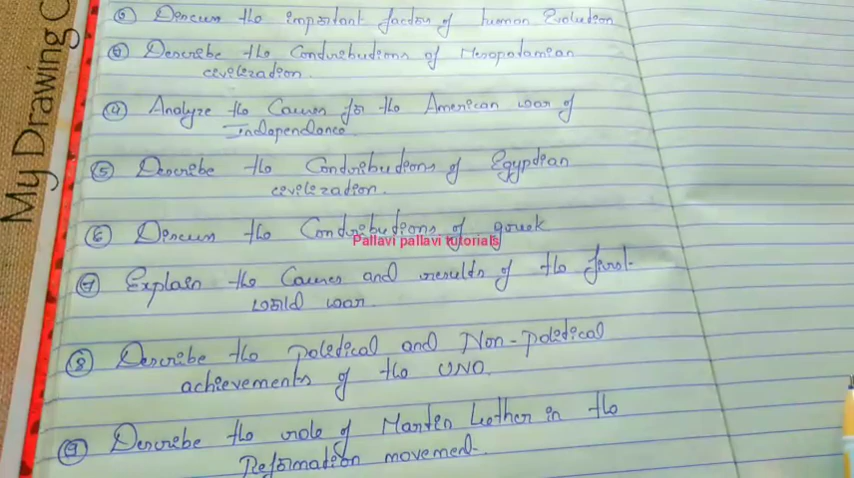 ② Discuss the important factors of human Evolution
③ Describe the Contributions of Mesopotamian
civilization.
④ Analyze the Causes for the American war of
Independence.
⑤ Describe the Contributions of Egyptian
civilization.
⑥ Discuss the Contributions of greek
Pallavi pallavi tutorials
⑦ Explain the Causes and results of the first
world war.
⑧ Describe the political and Non-political
achievements of the UNO.
⑨ Describe the role of Martin Luther in the
Reformation movement.
My Drawing